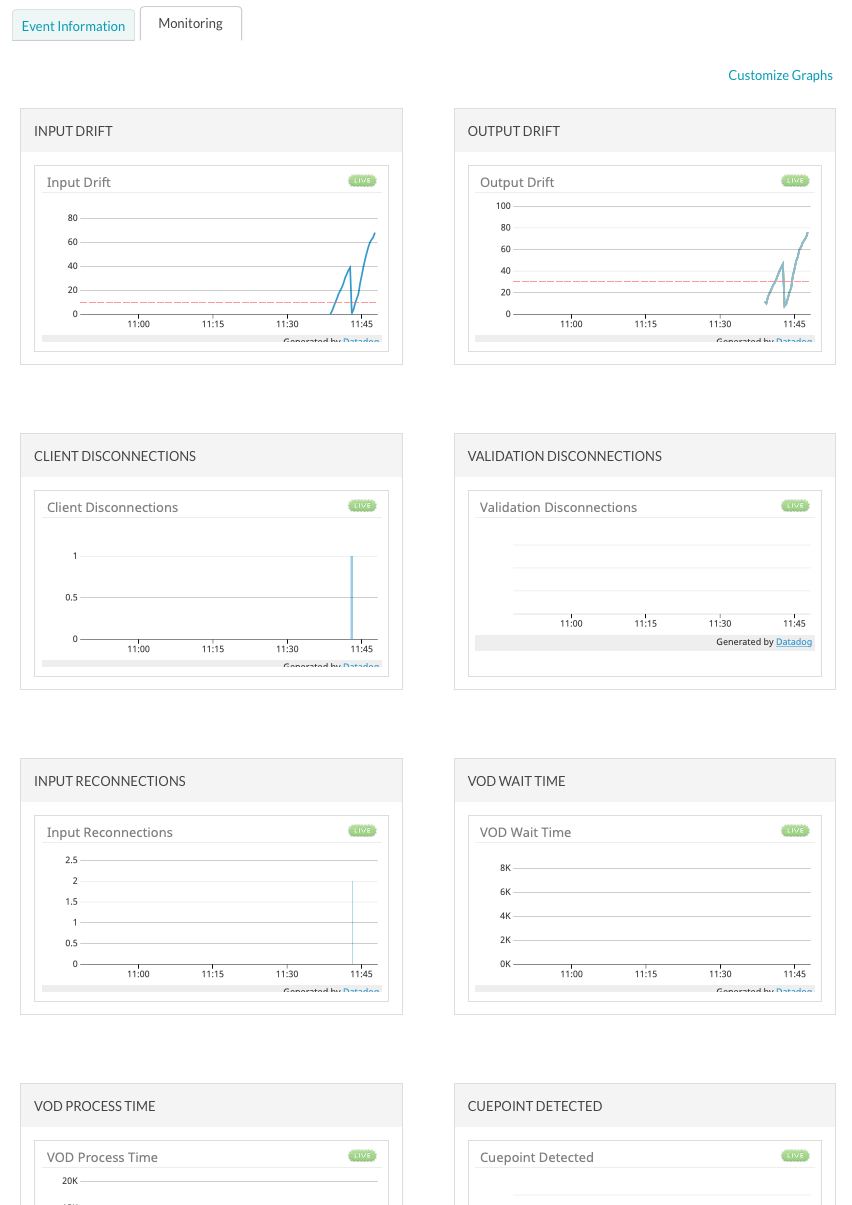 Event Information
Monitoring
Customize Graphs
INPUT DRIFT
Input Drift
LIVE
80
60
40
20
0
11:00 11:15 11:30 11:45
Generated by Datadog
OUTPUT DRIFT
Output Drift
LIVE
100
80
60
40
20
0
11:00 11:15 11:30 11:45
Generated by Datadog
CLIENT DISCONNECTIONS
Client Disconnections
LIVE
1
0.5
0
11:00 11:15 11:30 11:45
Generated by Datadog
VALIDATION DISCONNECTIONS
Validation Disconnections
LIVE
11:00 11:15 11:30 11:45
Generated by Datadog
INPUT RECONNECTIONS
Input Reconnections
LIVE
2.5
2
1.5
1
0.5
0
11:00 11:15 11:30 11:45
Generated by Datadog
VOD WAIT TIME
VOD Wait Time
LIVE
8K
6K
4K
2K
0K
11:00 11:15 11:30 11:45
Generated by Datadog
VOD PROCESS TIME
VOD Process Time
LIVE
20K
CUEPOINT DETECTED
Cuepoint Detected
LIVE